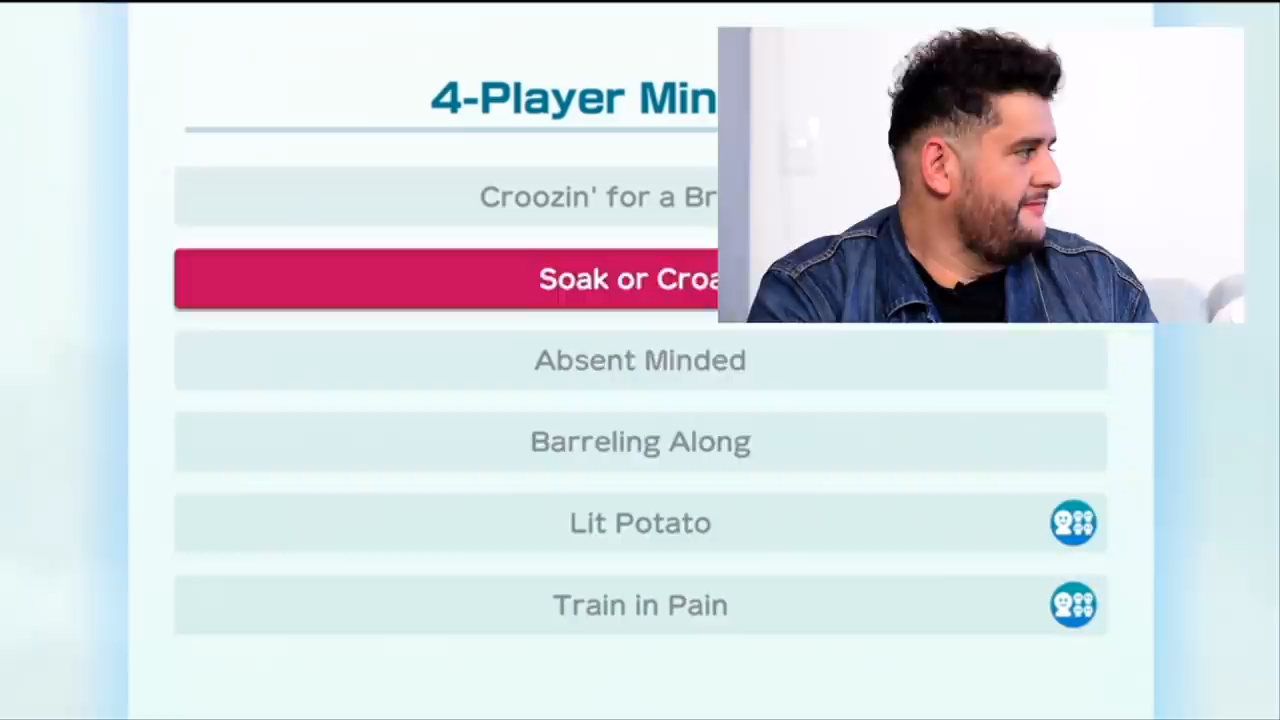 4-Player Min
Croozin' for a Br
Soak or Croa
Absent Minded
Barreling Along
Lit Potato
Train in Pain